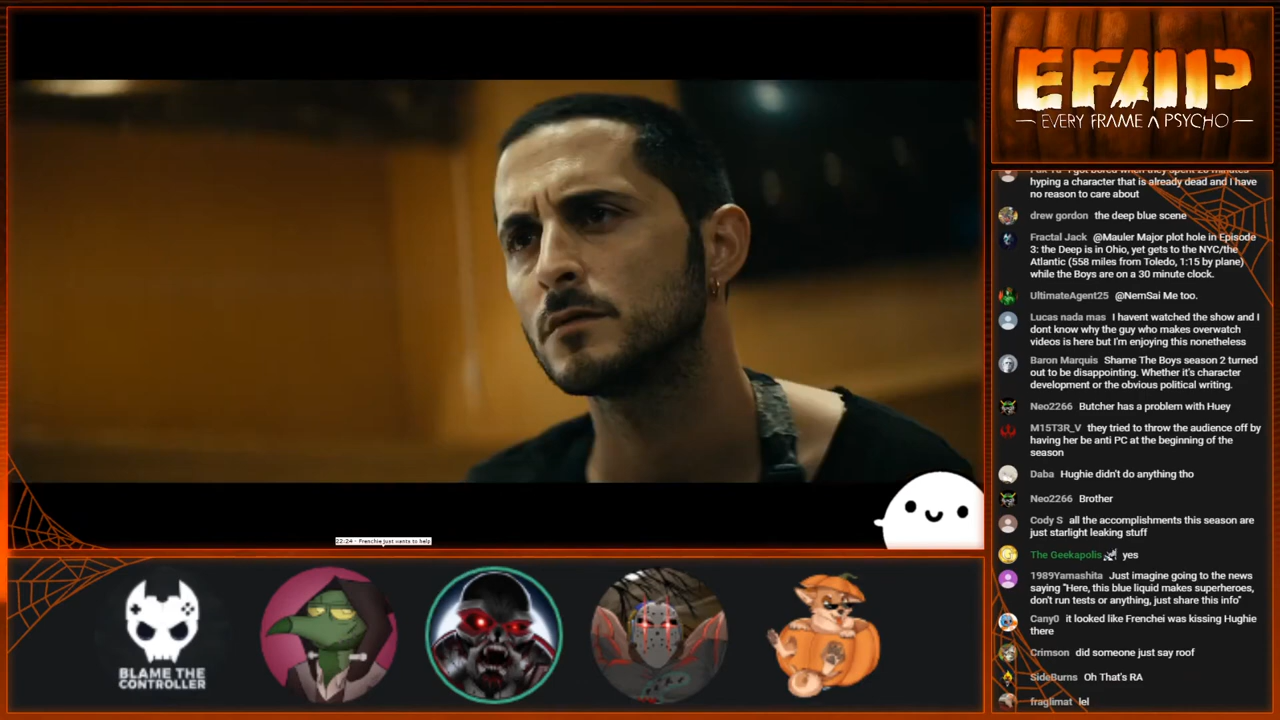 EFAP
EVERY FRAME A PSYCHO
hyping a character that is already dead and I have
no reason to care about
drew gordon the deep blue scene
Fractal Jack @Mauler Major plot hole in Episode
3: the Deep is in Ohio, yet gets to the NYC/the
Atlantic (558 miles from Toledo, 1:15 by plane)
while the Boys are on a 30 minute clock.
UltimateAgent25 @NemSai Me too.
Lucas nada mas I havent watched the show and I
dont know why the guy who makes overwatch
videos is here but I'm enjoying this nonetheless
Baron Marquis Shame The Boys season 2 turned
out to be disappointing. Whether it's character
development or the obvious political writing.
Neo2266 Butcher has a problem with Huey
M15T3R_V they tried to throw the audience off by
having her be anti PC at the beginning of the
season
Daba Hughie didn't do anything tho
Neo2266 Brother
Cody S all the accomplishments this season are
just starlight leaking stuff
The Geekapolis yes
1989Yamashita Just imagine going to the news
saying "Here, this blue liquid makes superheroes,
don't run tests or anything, just share this info"
Cany0 it looked like Frenchei was kissing Hughie
there
Crimson did someone just say roof
SideBurns Oh That's RA
fraglimat lel
22:24 - Frenchie just wants to help
BLAME THE
CONTROLLER